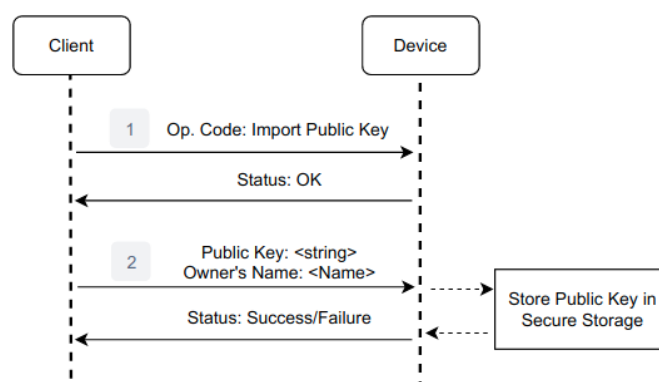 Client
Device
1
Op. Code: Import Public Key
Status: OK
2
Public Key: <string>
Owner's Name: <Name>
Store Public Key in
Secure Storage
Status: Success/Failure